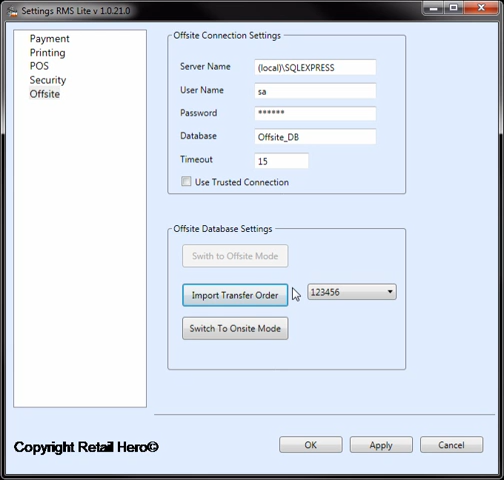 Settings RMS Lite v 1.0.21.0
Payment
Printing
POS
Security
Offsite
Offsite Connection Settings
Server Name (local)\SQLEXPRESS
User Name sa
Password ******
Database Offsite_DB
Timeout 15
Use Trusted Connection
Offsite Database Settings
Swith to Offsite Mode
Import Transfer Order 123456
Switch To Onsite Mode
Copyright Retail Hero©
OK Apply Cancel